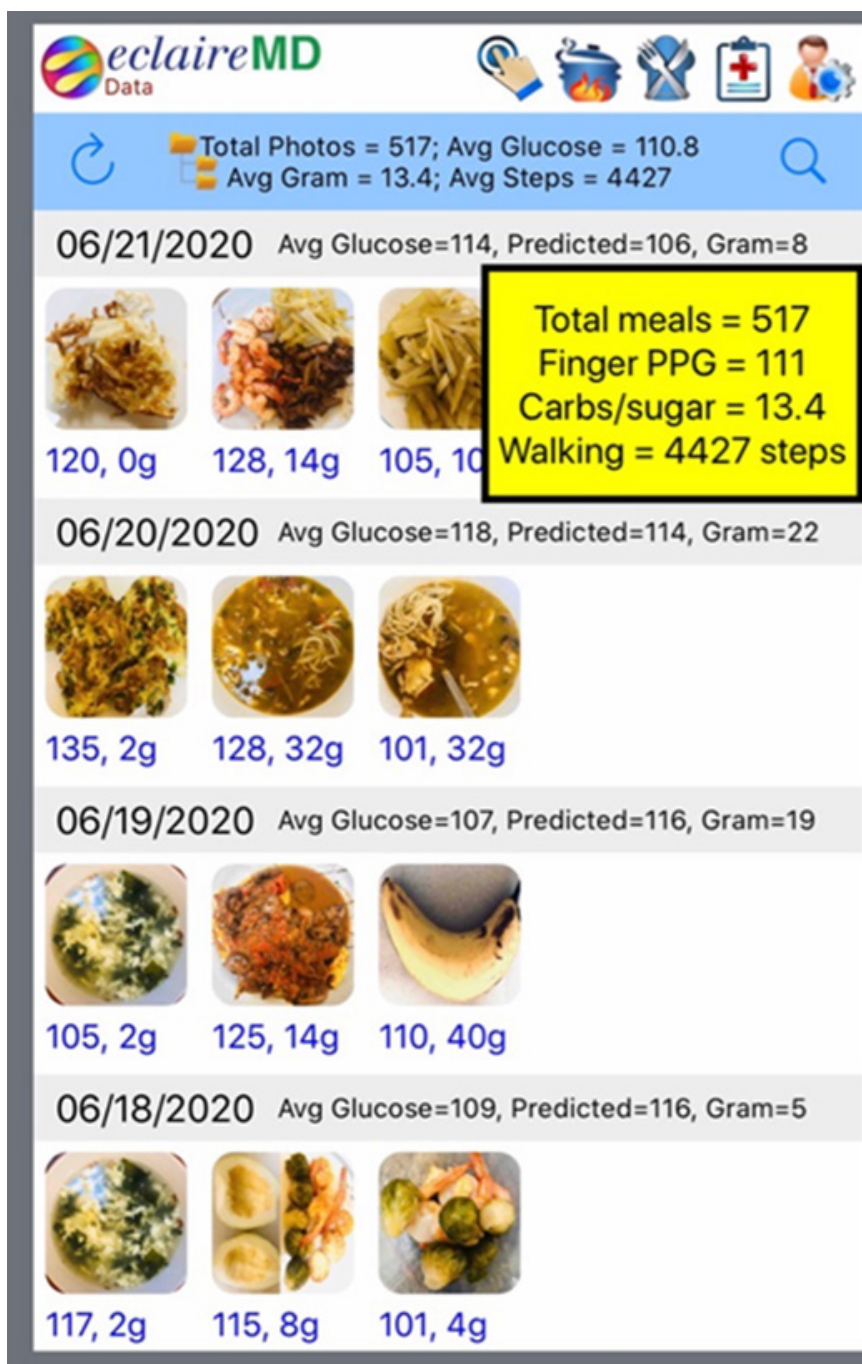 eclaireMD
Data
Total Photos = 517; Avg Glucose = 110.8
Avg Gram = 13.4; Avg Steps = 4427
06/21/2020 Avg Glucose=114, Predicted=106, Gram=8
Total meals = 517
Finger PPG = 111
Carbs/sugar = 13.4
Walking = 4427 steps
120, 0g 128, 14g 105, 10
06/20/2020 Avg Glucose=118, Predicted=114, Gram=22
135, 2g 128, 32g 101, 32g
06/19/2020 Avg Glucose=107, Predicted=116, Gram=19
105, 2g 125, 14g 110, 40g
06/18/2020 Avg Glucose=109, Predicted=116, Gram=5
117, 2g 115, 8g 101, 4g